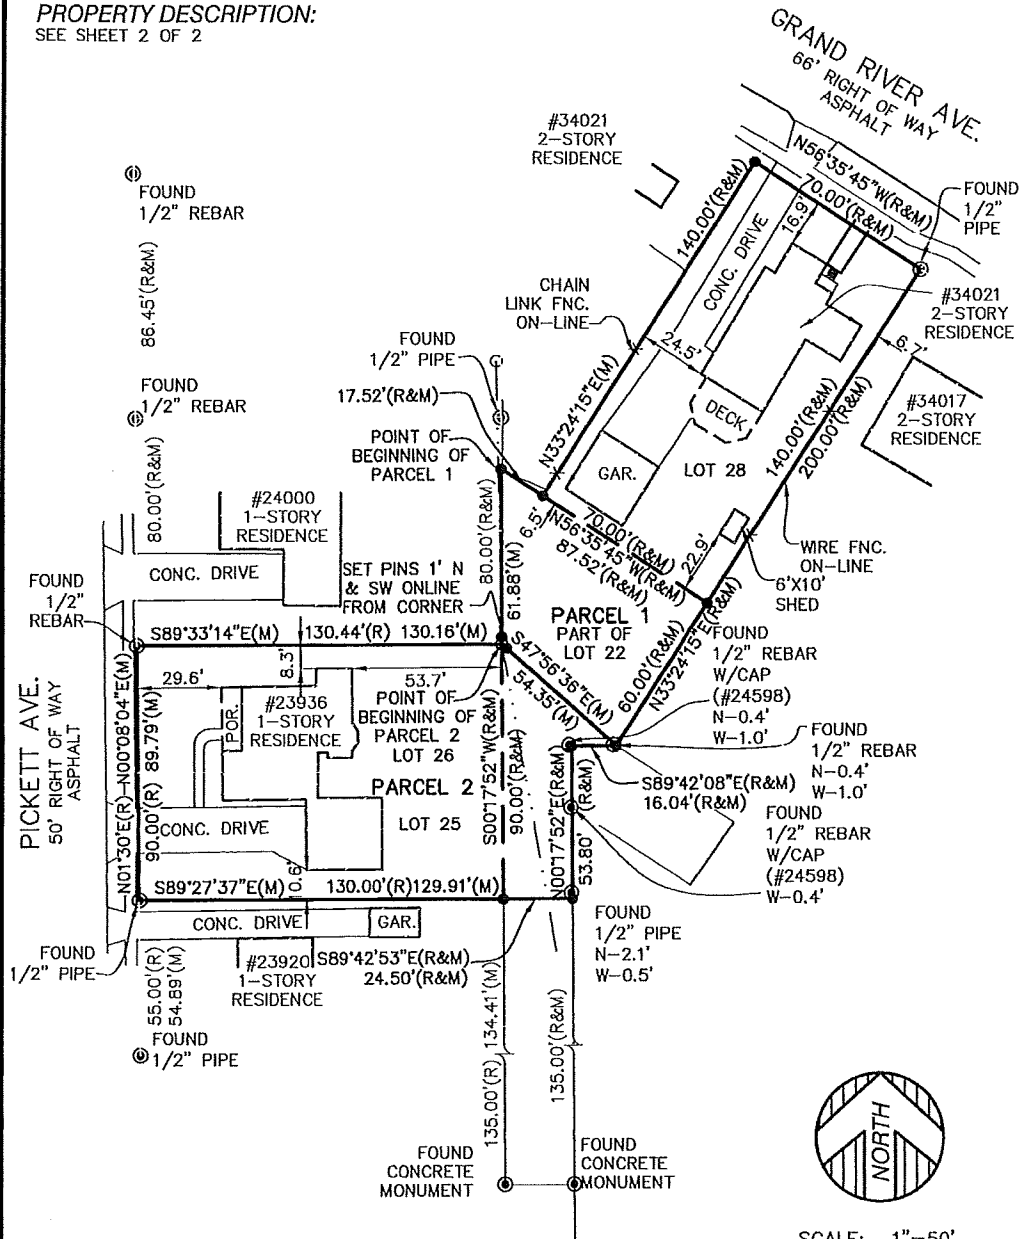 PROPERTY DESCRIPTION:
SEE SHEET 2 OF 2
GRAND RIVER AVE.
66' RIGHT OF WAY
ASPHALT
#34021
2-STORY
RESIDENCE
N56°35'45"W(R&M)
70.00'(R&M)
FOUND
1/2"
PIPE
FOUND
1/2" REBAR
140.00'(R&M)
16.9'
CONC. DRIVE
86.45'(R&M)
CHAIN
LINK FNC.
ON-LINE
#34021
2-STORY
RESIDENCE
24.5'
6.7'
FOUND
1/2" PIPE
17.52'(R&M)
FOUND
1/2" REBAR
DECK
#34017
2-STORY
RESIDENCE
N33°24'15"E(M)
140.00'(R&M)
200.00'(R&M)
POINT OF
BEGINNING OF
PARCEL 1
GAR.
LOT 28
80.00'(R&M)
#24000
1-STORY
RESIDENCE
80.00'(R&M)
61.88'(M)
6.5'
70.00'(R&M)
N56°35'45"W(R&M)
87.52'(R&M)
22.9'
WIRE FNC.
ON-LINE
6'X10'
SHED
CONC. DRIVE
SET PINS 1' N
& SW ONLINE
FROM CORNER
FOUND
1/2"
REBAR
PARCEL 1
PART OF
LOT 22
S89°33'14"E(M)
130.44'(R) 130.16'(M)
S47°56'36"E(M)
54.35'(M)
60.00'(R&M)
N33°24'15"E(R&M)
FOUND
1/2" REBAR
W/CAP
(#24598)
N-0.4'
W-1.0'
29.6'
8.3'
53.7'
PICKETT AVE.
50' RIGHT OF WAY
ASPHALT
N01°30'E(R)-N00°08'04"E(M)
90.00'(R) 89.79'(M)
POR.
#23936
1-STORY
RESIDENCE
POINT OF
BEGINNING OF
PARCEL 2
LOT 26
PARCEL 2
LOT 25
S00°17'52"W(R&M)
90.00'(R&M)
FOUND
1/2" REBAR
N-0.4'
W-1.0'
S89°42'08"E(R&M)
16.04'(R&M)
N00°17'52"E(R&M)
53.80' (R&M)
FOUND
1/2" REBAR
W/CAP
(#24598)
W-0.4'
CONC. DRIVE
10.6'
S89°27'37"E(M)
130.00'(R)129.91'(M)
CONC. DRIVE
GAR.
FOUND
1/2" PIPE
#23920
1-STORY
RESIDENCE
S89°42'53"E(R&M)
24.50'(R&M)
FOUND
1/2" PIPE
N-2.1'
W-0.5'
55.00'(R)
54.89'(M)
FOUND
1/2" PIPE
135.00'(R) 134.41'(M)
135.00'(R&M)
FOUND
CONCRETE
MONUMENT
FOUND
CONCRETE
MONUMENT
NORTH
SCALE: 1"=50'